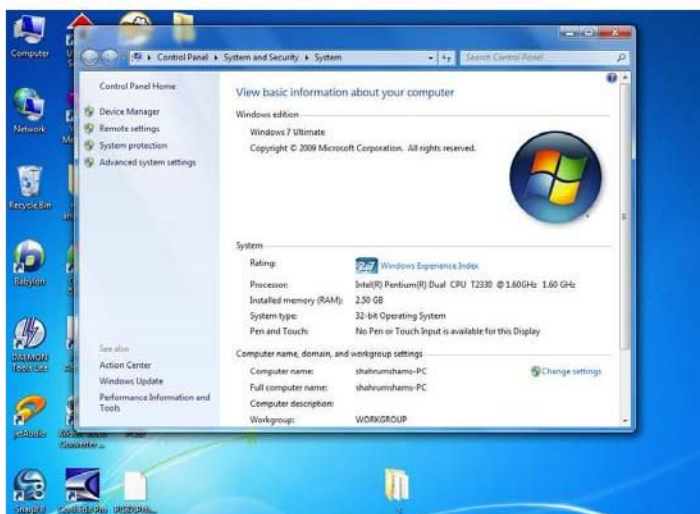 Computer
Network
Recycle Bin
Babylon
DAEMON
Tools Lite
jetAudio
Converter ...
Control Panel
System and Security
System
Search Control Panel
Control Panel Home
Device Manager
Remote settings
System protection
Advanced system settings
See also
Action Center
Windows Update
Performance Information and
Tools
View basic information about your computer
Windows edition
Windows 7 Ultimate
Copyright © 2009 Microsoft Corporation. All rights reserved.
System
Rating: 2.7 Windows Experience Index
Processor: Intel(R) Pentium(R) Dual CPU T2330 @ 1.60GHz 1.60 GHz
Installed memory (RAM): 2.50 GB
System type: 32-bit Operating System
Pen and Touch: No Pen or Touch Input is available for this Display
Computer name, domain, and workgroup settings
Computer name: shahrumshams-PC Change settings
Full computer name: shahrumshams-PC
Computer description:
Workgroup: WORKGROUP